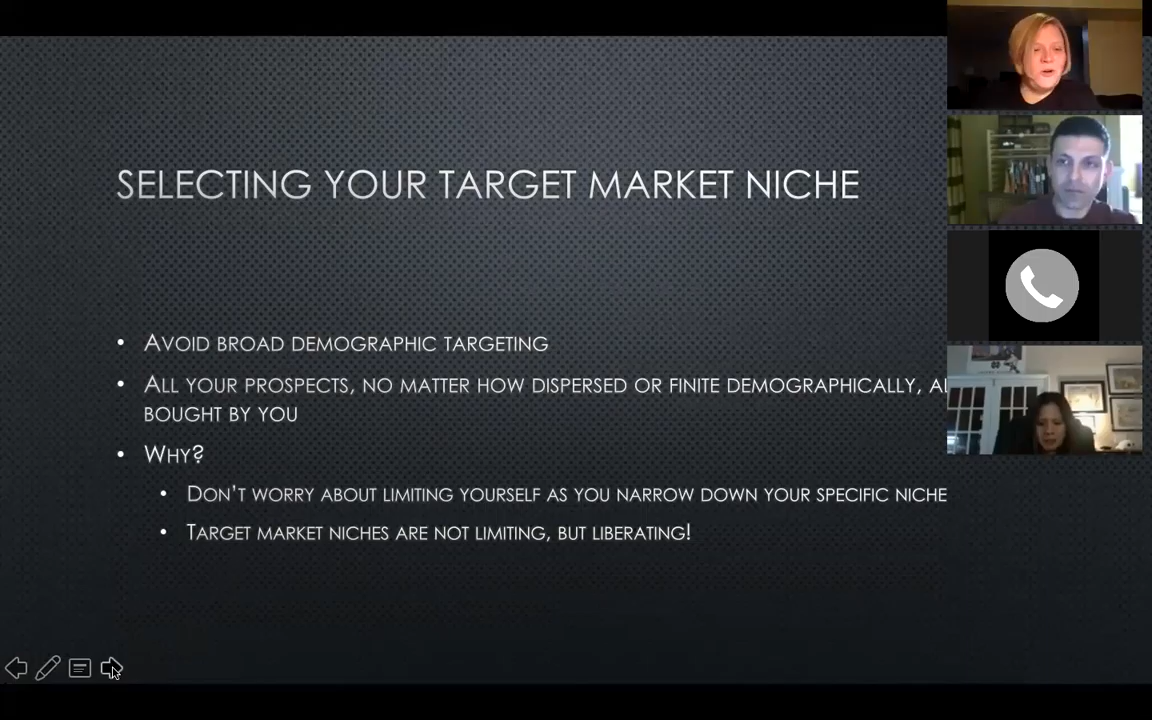 SELECTING YOUR TARGET MARKET NICHE
• AVOID BROAD DEMOGRAPHIC TARGETING
• ALL YOUR PROSPECTS, NO MATTER HOW DISPERSED OR FINITE DEMOGRAPHICALLY,
BOUGHT BY YOU
• WHY?
• DON'T WORRY ABOUT LIMITING YOURSELF AS YOU NARROW DOWN YOUR SPECIFIC NICHE
• TARGET MARKET NICHES ARE NOT LIMITING, BUT LIBERATING!